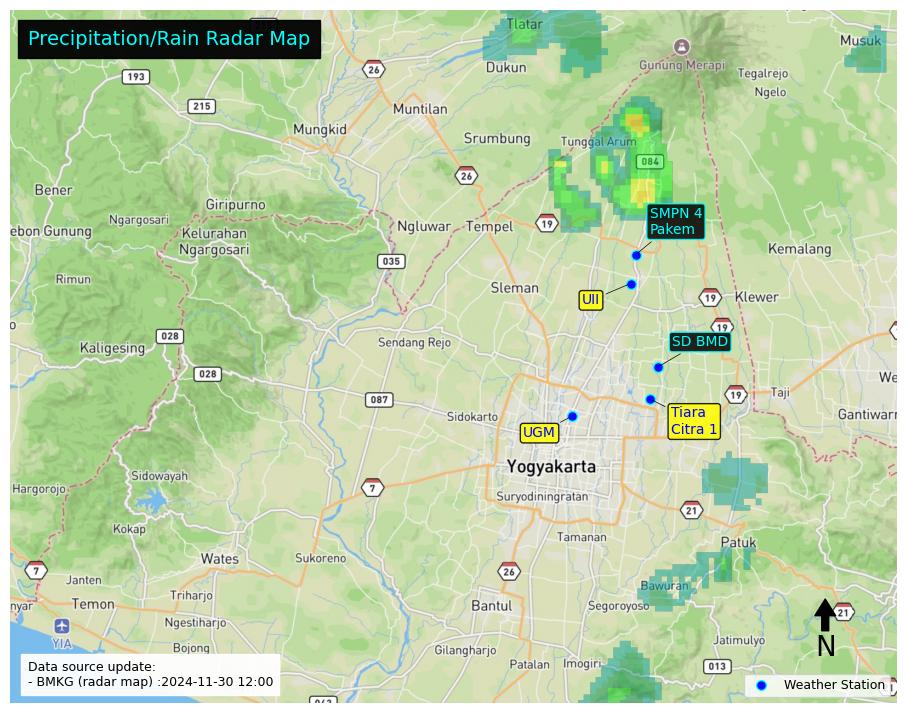 Precipitation/Rain Radar Map
Tlatar
Musuk
26
Dukun
Gunung Merapi
Tegalrejo
193
Ngelo
215
Muntilan
Mungkid
Srumbung
Tunggal Arum
084
26
Bener
Giripurno
SMPN 4
Pakem
Ngargosari
ebon Gunung
Kelurahan
Ngargosari
Ngluwar
Tempel
19
Kemalang
035
Rimun
Sleman
UII
19
Klewer
19
028
Kaligesing
Sendang Rejo
SD BMD
028
We
087
19
Taji
Sidokarto
Tiara
Citra 1
Gantiwarr
UGM
Yogyakarta
Sidowayah
Hargorojo
7
Suryodiningratan
21
Kokap
Tamanan
Patuk
Wates
Sukoreno
7
26
Janten
Bawuran
nyar
Temon
Triharjo
Bantul
Segoroyoso
21
Ngestiharjo
YIA
N
Bojong
Gilangharjo
Jatimulyo
Patalan
Imogiri
013
Data source update:
- BMKG (radar map) :2024-11-30 12:00
Weather Station